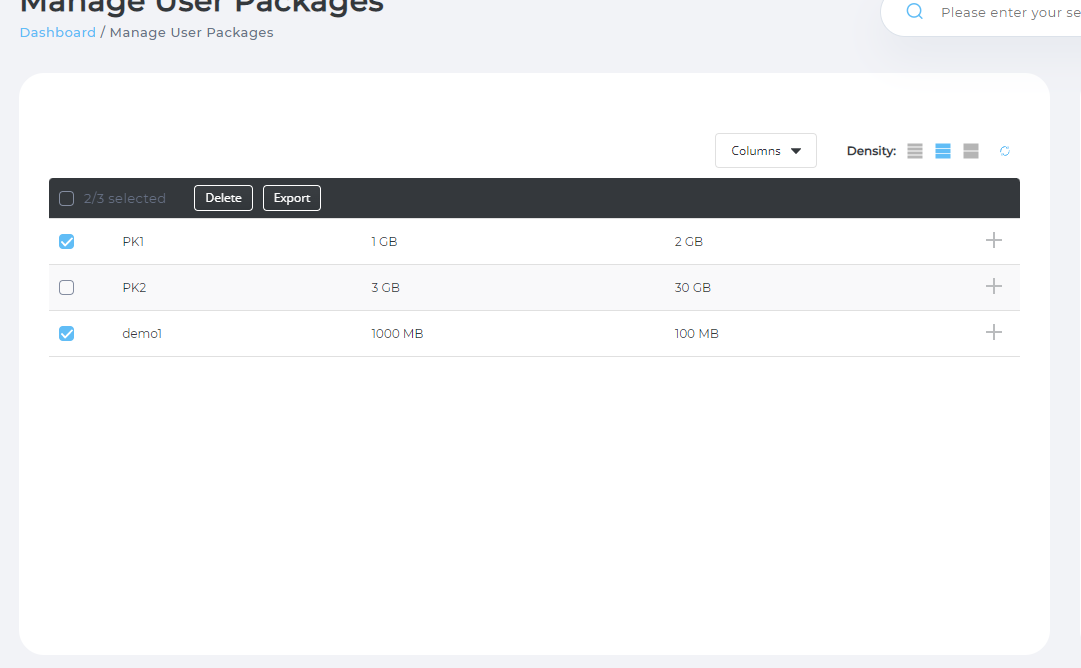 Manage User Packages
Dashboard / Manage User Packages
Please enter your se
Columns
Density:
2/3 selected Delete Export
PK1 1 GB 2 GB
PK2 3 GB 30 GB
demo1 1000 MB 100 MB